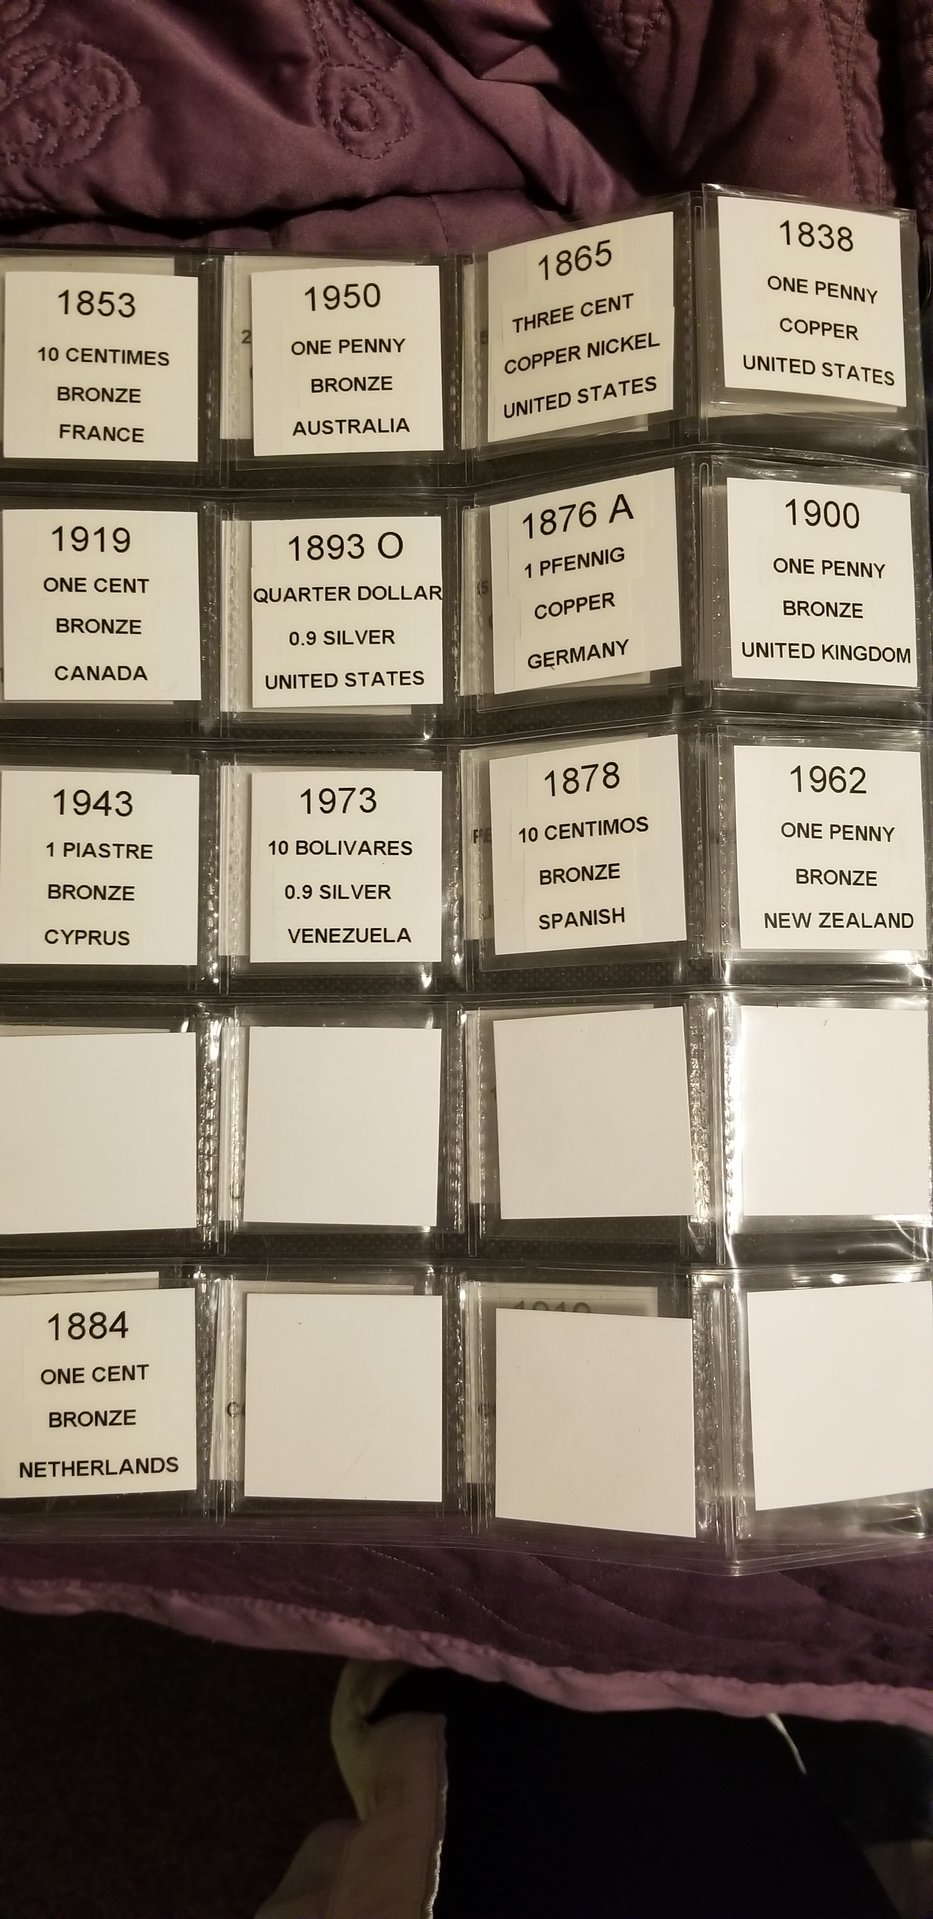 1853
10 CENTIMES
BRONZE
FRANCE
1950
ONE PENNY
BRONZE
AUSTRALIA
1865
THREE CENT
COPPER NICKEL
UNITED STATES
1838
ONE PENNY
COPPER
UNITED STATES
1919
ONE CENT
BRONZE
CANADA
1893 O
QUARTER DOLLAR
0.9 SILVER
UNITED STATES
1876 A
1 PFENNIG
COPPER
GERMANY
1900
ONE PENNY
BRONZE
UNITED KINGDOM
1943
1 PIASTRE
BRONZE
CYPRUS
1973
10 BOLIVARES
0.9 SILVER
VENEZUELA
1878
10 CENTIMOS
BRONZE
SPANISH
1962
ONE PENNY
BRONZE
NEW ZEALAND
1884
ONE CENT
BRONZE
NETHERLANDS